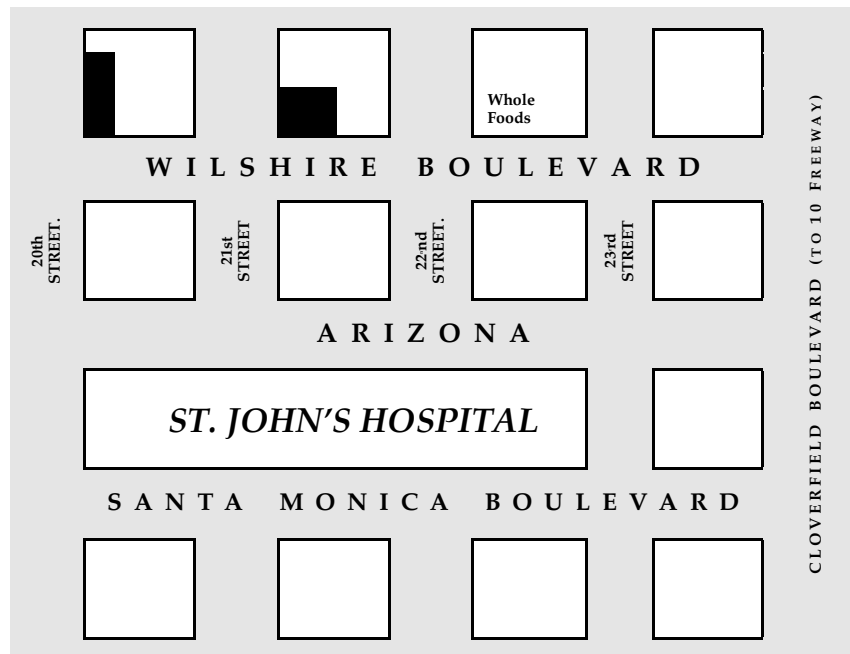 Whole
Foods
WILSHIRE BOULEVARD
20th
STREET.
21st
STREET
22nd
STREET.
23rd
STREET
ARIZONA
ST. JOHN'S HOSPITAL
SANTA MONICA BOULEVARD
CLOVERFIELD BOULEVARD (TO 10 FREEWAY)